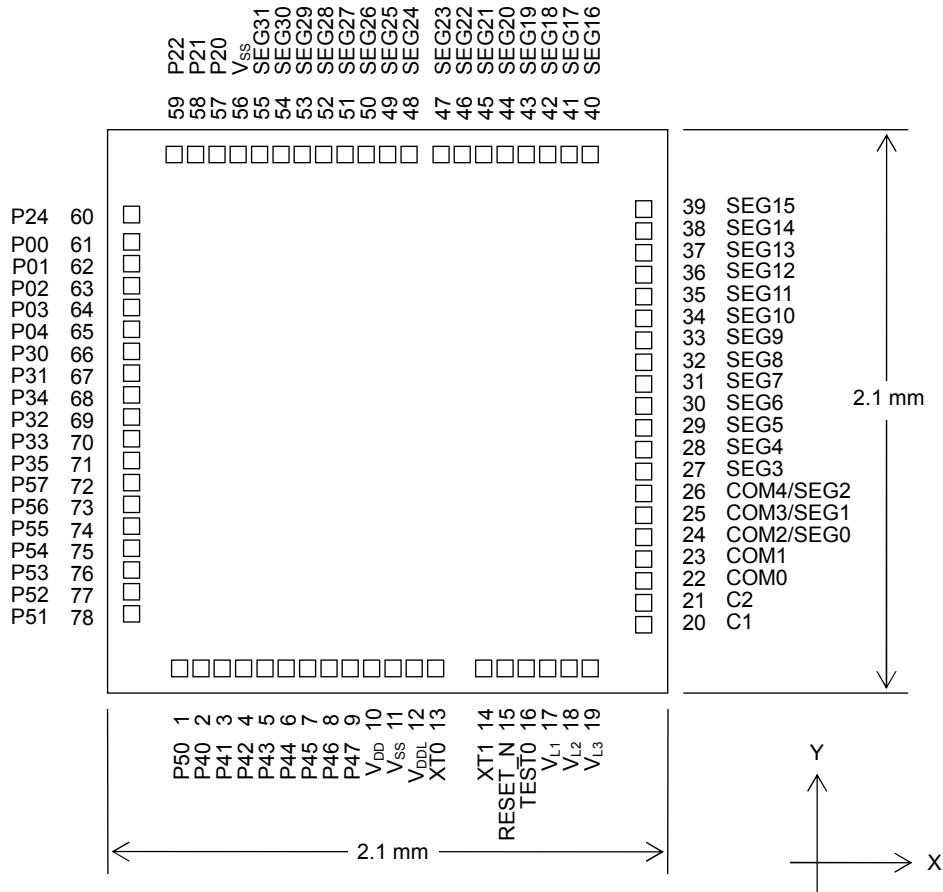 P22 P21 P20 VSS SEG31 SEG30 SEG29 SEG28 SEG27 SEG26 SEG25 SEG24 SEG23 SEG22 SEG21 SEG20 SEG19 SEG18 SEG17 SEG16
59 58 57 56 55 54 53 52 51 50 49 48 47 46 45 44 43 42 41 40
P24 60
P00 61
P01 62
P02 63
P03 64
P04 65
P30 66
P31 67
P34 68
P32 69
P33 70
P35 71
P57 72
P56 73
P55 74
P54 75
P53 76
P52 77
P51 78
39 SEG15
38 SEG14
37 SEG13
36 SEG12
35 SEG11
34 SEG10
33 SEG9
32 SEG8
31 SEG7
30 SEG6
29 SEG5
28 SEG4
27 SEG3
26 COM4/SEG2
25 COM3/SEG1
24 COM2/SEG0
23 COM1
22 COM0
21 C2
20 C1
2.1 mm
1 2 3 4 5 6 7 8 9 10 11 12 13 14 15 16 17 18 19
P50 P40 P41 P42 P43 P44 P45 P46 P47 VDD VSS VDDL XT0 XT1 RESET_N TEST0 VL1 VL2 VL3
2.1 mm
Y
X